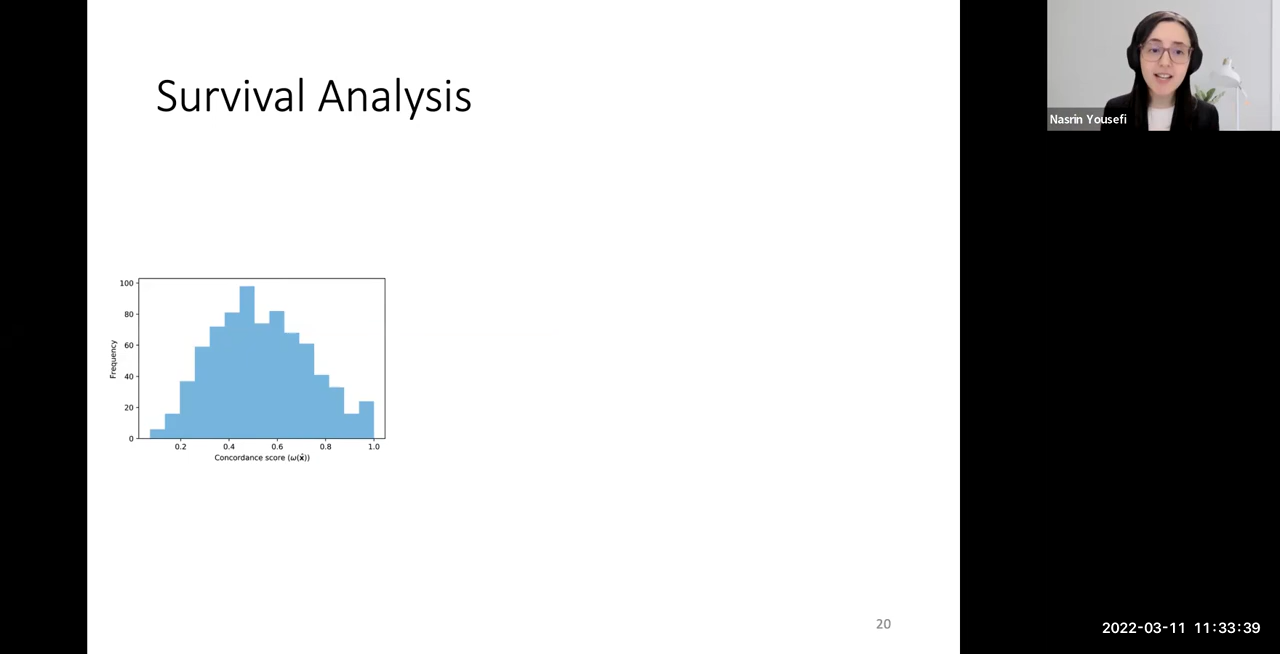 Survival Analysis
Nasrin Yousefi
100
80
60
40
20
0
Frequency
0.2 0.4 0.6 0.8 1.0
Concordance score (ω(x̂))
20
2022-03-11 11:33:39